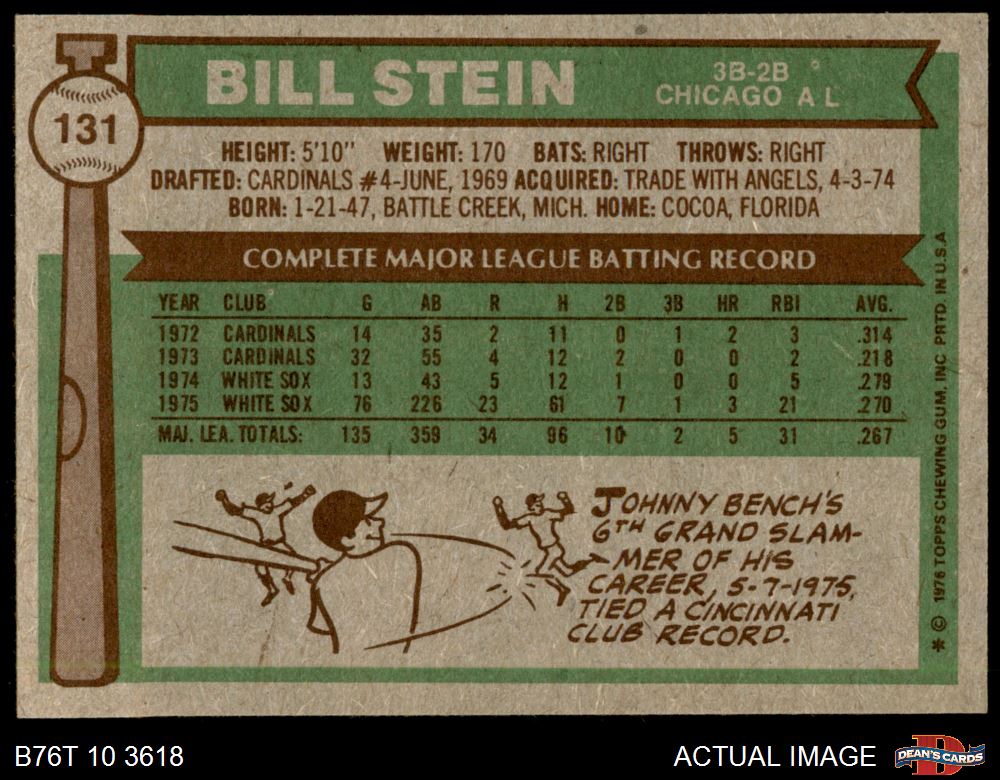 131
BILL STEIN
3B-2B
CHICAGO A L
HEIGHT: 5'10" WEIGHT: 170 BATS: RIGHT THROWS: RIGHT
DRAFTED: CARDINALS #4-JUNE, 1969 ACQUIRED: TRADE WITH ANGELS, 4-3-74
BORN: 1-21-47, BATTLE CREEK, MICH. HOME: COCOA, FLORIDA
COMPLETE MAJOR LEAGUE BATTING RECORD
YEAR CLUB G AB R H 2B 3B HR RBI AVG.
1972 CARDINALS 14 35 2 11 0 1 2 3 .314
1973 CARDINALS 32 55 4 12 2 0 0 2 .218
1974 WHITE SOX 13 43 5 12 1 0 0 5 .279
1975 WHITE SOX 76 226 23 61 7 1 3 21 .270
MAJ. LEA. TOTALS: 135 359 34 96 10 2 5 31 .267
JOHNNY BENCH'S
6TH GRAND SLAM-
MER OF HIS
CAREER, 5-7-1975,
TIED A CINCINNATI
CLUB RECORD.
* © 1976 TOPPS CHEWING GUM, INC. PRTD. IN U.S.A
B76T 10 3618
ACTUAL IMAGE
DEAN'S CARDS